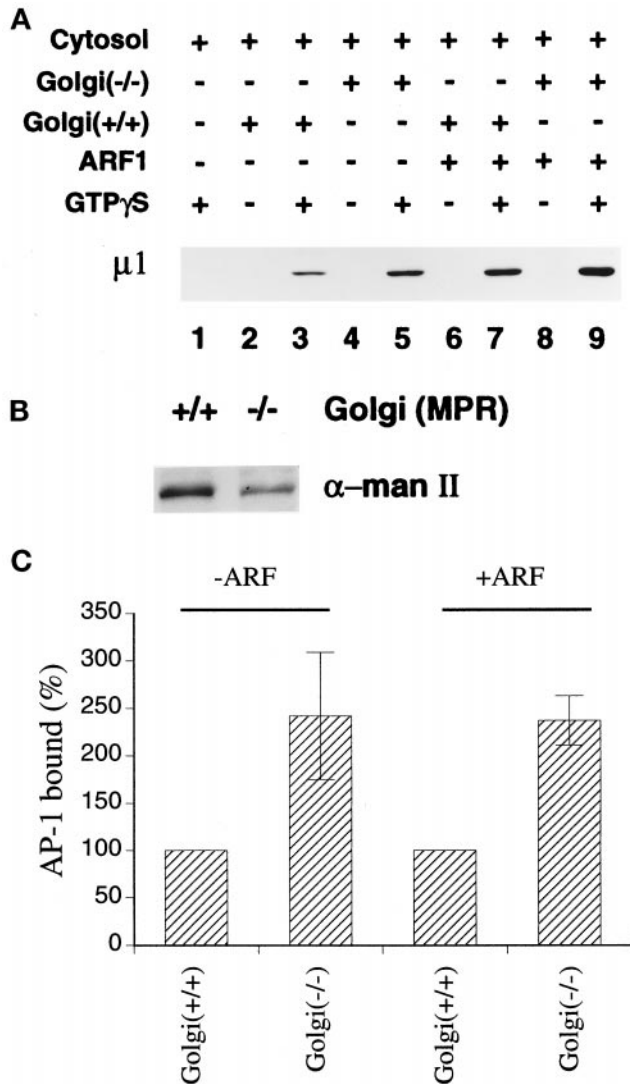 A
Cytosol + + + + + + + + +
Golgi(-/-) - - - + + - - + +
Golgi(+/+) - + + - - + + - -
ARF1 - - - - - + + + +
GTPγS + - + - + - + - +
μ1
1 2 3 4 5 6 7 8 9
B
+/+ -/- Golgi (MPR)
α–man II
C
-ARF +ARF
350
300
250
200
150
100
50
0
AP-1 bound (%)
Golgi(+/+) Golgi(-/-) Golgi(+/+) Golgi(-/-)